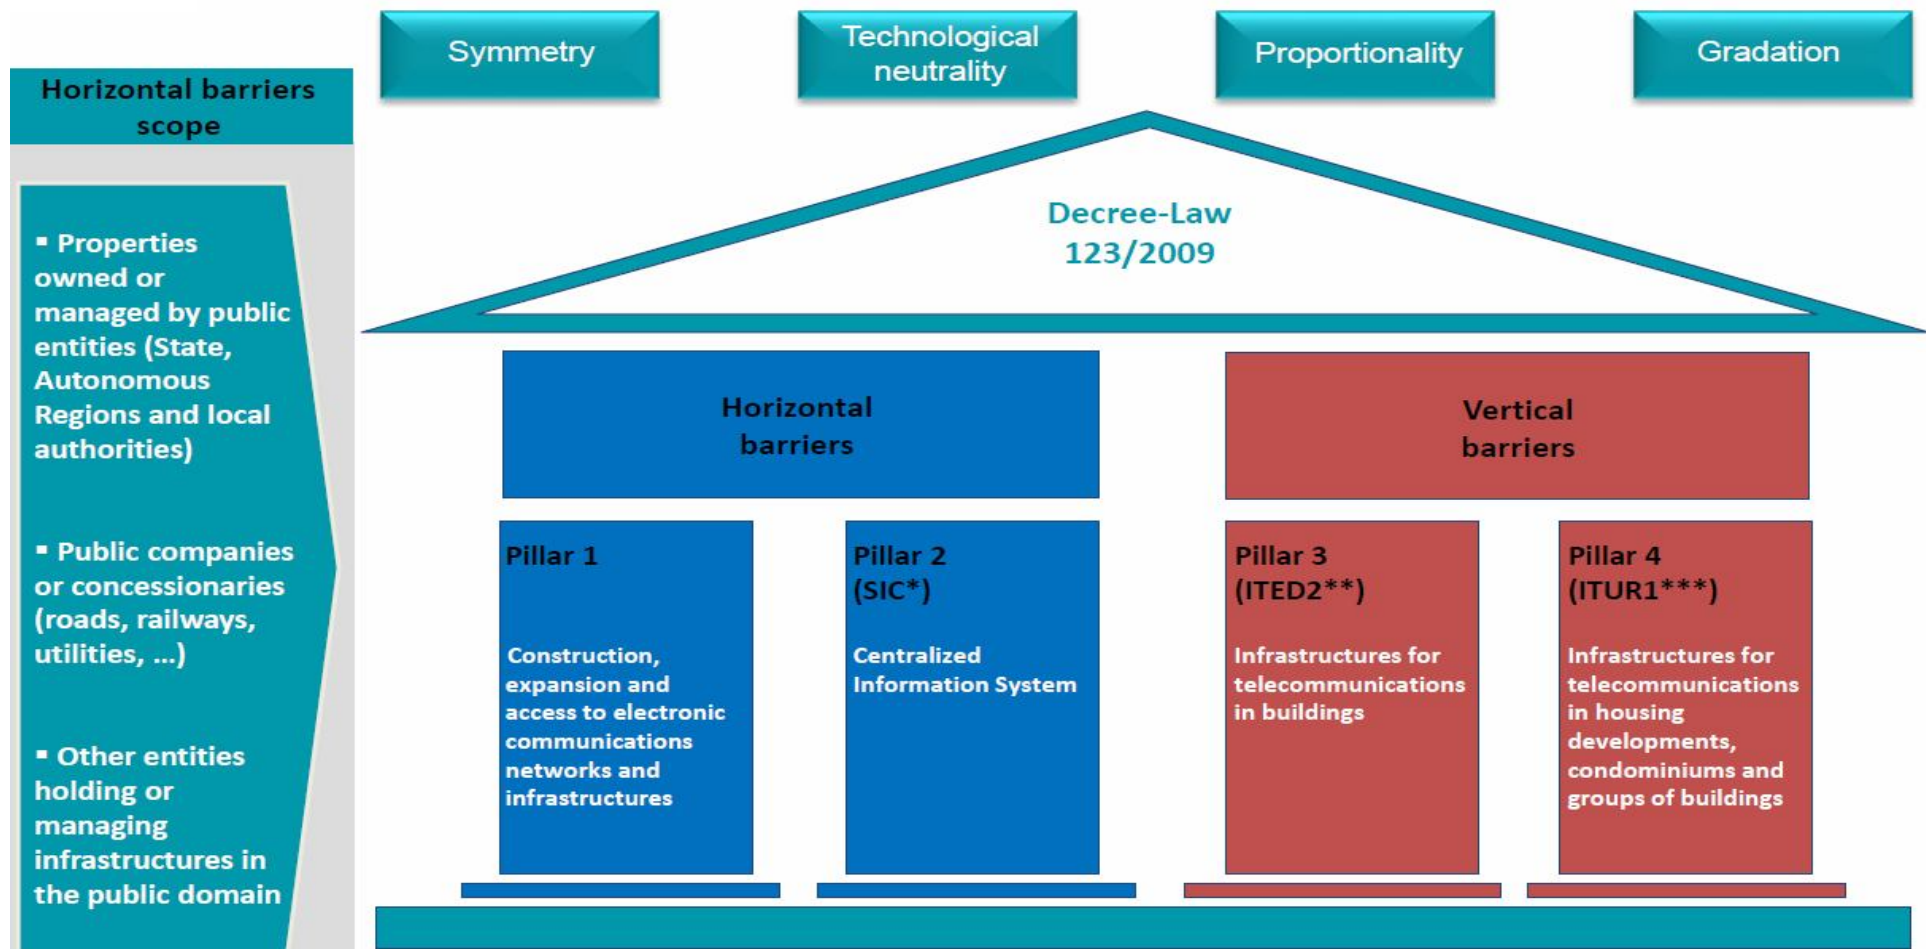 Symmetry
Technological
neutrality
Proportionality
Gradation
Horizontal barriers
scope
▪ Properties
owned or
managed by public
entities (State,
Autonomous
Regions and local
authorities)
▪ Public companies
or concessionaries
(roads, railways,
utilities, ...)
▪ Other entities
holding or
managing
infrastructures in
the public domain
Decree-Law
123/2009
Horizontal
barriers
Vertical
barriers
Pillar 1
Construction,
expansion and
access to electronic
communications
networks and
infrastructures
Pillar 2
(SIC*)
Centralized
Information System
Pillar 3
(ITED2**)
Infrastructures for
telecommunications
in buildings
Pillar 4
(ITUR1***)
Infrastructures for
telecommunications
in housing
developments,
condominiums and
groups of buildings